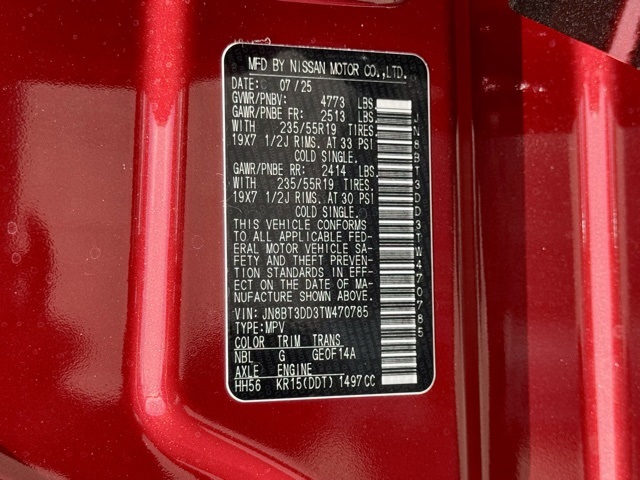 MFD BY NISSAN MOTOR CO.,LTD.
DATE: 07/25
GVWR/PNBV: 4773 LBS.
GAWR/PNBE FR: 2513 LBS.
WITH 235/55R19 TIRES,
19X7 1/2J RIMS, AT 33 PSI
COLD SINGLE.
GAWR/PNBE RR: 2414 LBS.
WITH 235/55R19 TIRES,
19X7 1/2J RIMS, AT 30 PSI
COLD SINGLE.
THIS VEHICLE CONFORMS
TO ALL APPLICABLE FED-
ERAL MOTOR VEHICLE SA-
FETY AND THEFT PREVEN-
TION STANDARDS IN EFF-
ECT ON THE DATE OF MA-
NUFACTURE SHOWN ABOVE.
VIN: JN8BT3DD3TW470785
TYPE:MPV
COLOR TRIM TRANS
NBL G GE0F14A
AXLE ENGINE
HH56 KR15(DDT) 1497CC
JN8BT3DD3TW470785